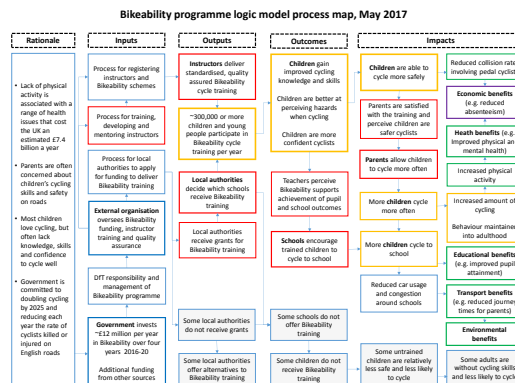 Bikeability programme logic model process map, May 2017
Rationale
Lack of physical
activity is
associated with a
range of health
issues that cost
the UK an
estimated £7.4
billion a year
Parents are often
concerned about
children's cycling
skills and safety
on roads
Most children
love cycling, but
often lack
knowledge, skills
and confidence
to cycle well
Government is
committed to
doubling cycling
by 2025 and
reducing each
year the rate of
cyclists killed or
injured on
English roads
Inputs
Process for registering
instructors and
Bikeability schemes
Process for training,
developing and
mentoring instructors
Process for local
authorities to apply
for funding to deliver
Bikeability training
External organisation
oversees Bikeability
funding, instructor
training and quality
assurance
DfT responsibility and
management of
Bikeability programme
Government invests
~£12 million per year
in Bikeability over four
years 2016-20
Additional funding
from other sources
Outputs
Instructors deliver
standardised, quality
assured Bikeability
cycle training
~300,000 or more
children and young
people participate in
Bikeability cycle
training per year
Local authorities
decide which schools
receive Bikeability
training
Local authorities
receive grants for
Bikeability training
Some local authorities
do not receive grants
Some local authorities
offer alternatives to
Bikeability training
Outcomes
Children gain
improved cycling
knowledge and skills
Children are better at
perceiving hazards
when cycling
Children are more
confident cyclists
Teachers perceive
Bikeability supports
achievement of pupil
and school outcomes
Schools encourage
trained children to
cycle to school
Some schools do not
offer Bikeability
training
Some children do not
receive Bikeability
training
Impacts
Children are able to
cycle more safely
Parents are satisfied
with the training and
perceive children are
safer cyclists
Parents allow children
to cycle more often
More children cycle
more often
More children cycle to
school
Reduced car usage
and congestion
around schools
Some untrained
children are relatively
less safe and less
likely to cycle
Reduced collision rate
involving pedal cyclist
Economic benefits
(e.g. reduced
absenteeism)
Heath benefits (e.g.
Improved physical an
mental health)
Increased physical
activity
Increased amount of
cycling
Behaviour maintaine
into adulthood
Educational benefits
(e.g. improved pupil
attainment)
Transport benefits
(e.g. reduced journey
times for parents)
Environmental
benefits
Some adults are
without cycling skills
and less likely to cycl